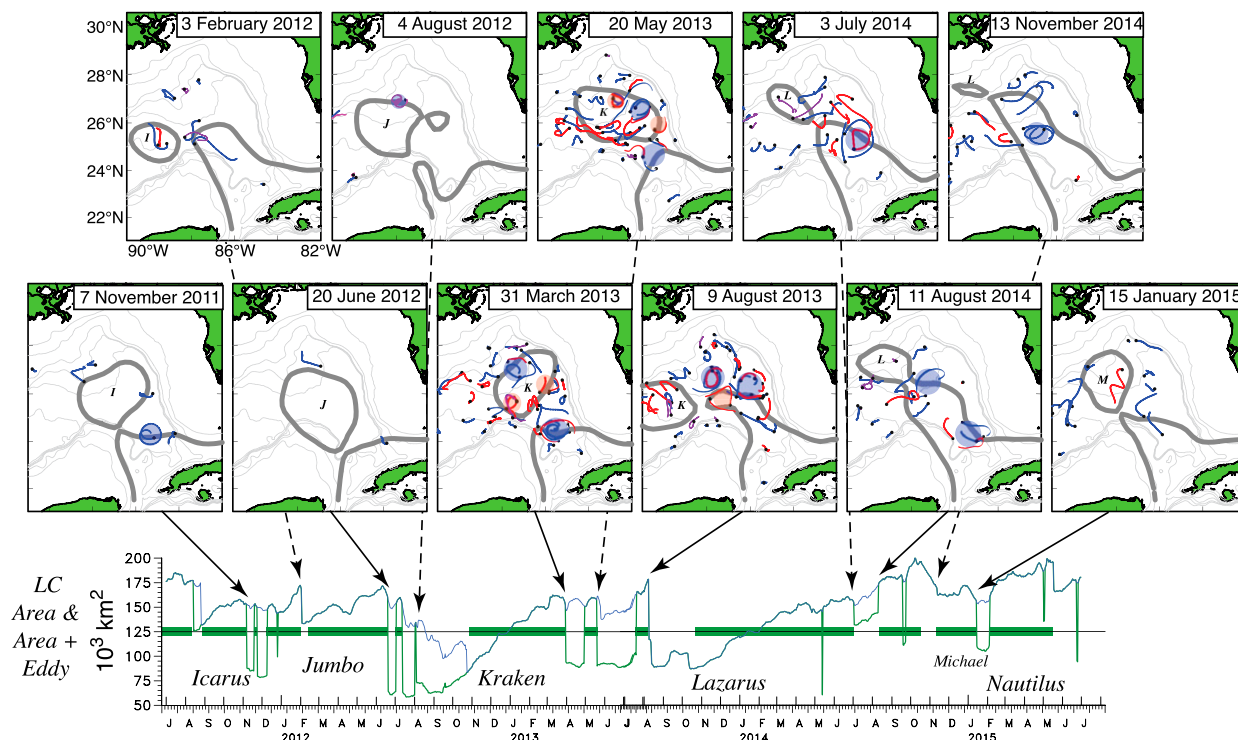 3 February 2012
4 August 2012
20 May 2013
3 July 2014
13 November 2014
30°N
28°N
26°N
24°N
22°N
90°W
86°W
82°W
I
J
K
L
L
7 November 2011
20 June 2012
31 March 2013
9 August 2013
11 August 2014
15 January 2015
I
J
K
K
L
M
LC
Area &
Area +
Eddy
10³ km²
200
175
150
125
100
75
50
Icarus
Jumbo
Kraken
Lazarus
Michael
Nautilus
J A S O N D J F M A M J J A S O N D J F M A M J J A S O N D J F M A M J J A S O N D J F M A M J J
2012
2013
2014
2015